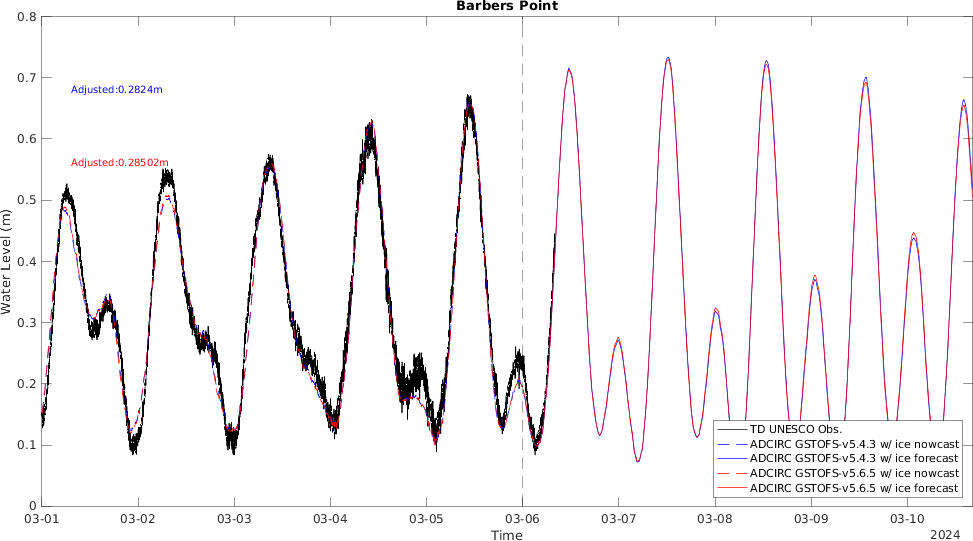 Barbers Point
0.8
0.7
0.6
0.5
0.4
0.3
0.2
0.1
0
Water Level (m)
Adjusted:0.2824m
Adjusted:0.28502m
TD UNESCO Obs.
ADCIRC GSTOFS-v5.4.3 w/ ice nowcast
ADCIRC GSTOFS-v5.4.3 w/ ice forecast
ADCIRC GSTOFS-v5.6.5 w/ ice nowcast
ADCIRC GSTOFS-v5.6.5 w/ ice forecast
03-01 03-02 03-03 03-04 03-05 03-06 03-07 03-08 03-09 03-10
Time
2024